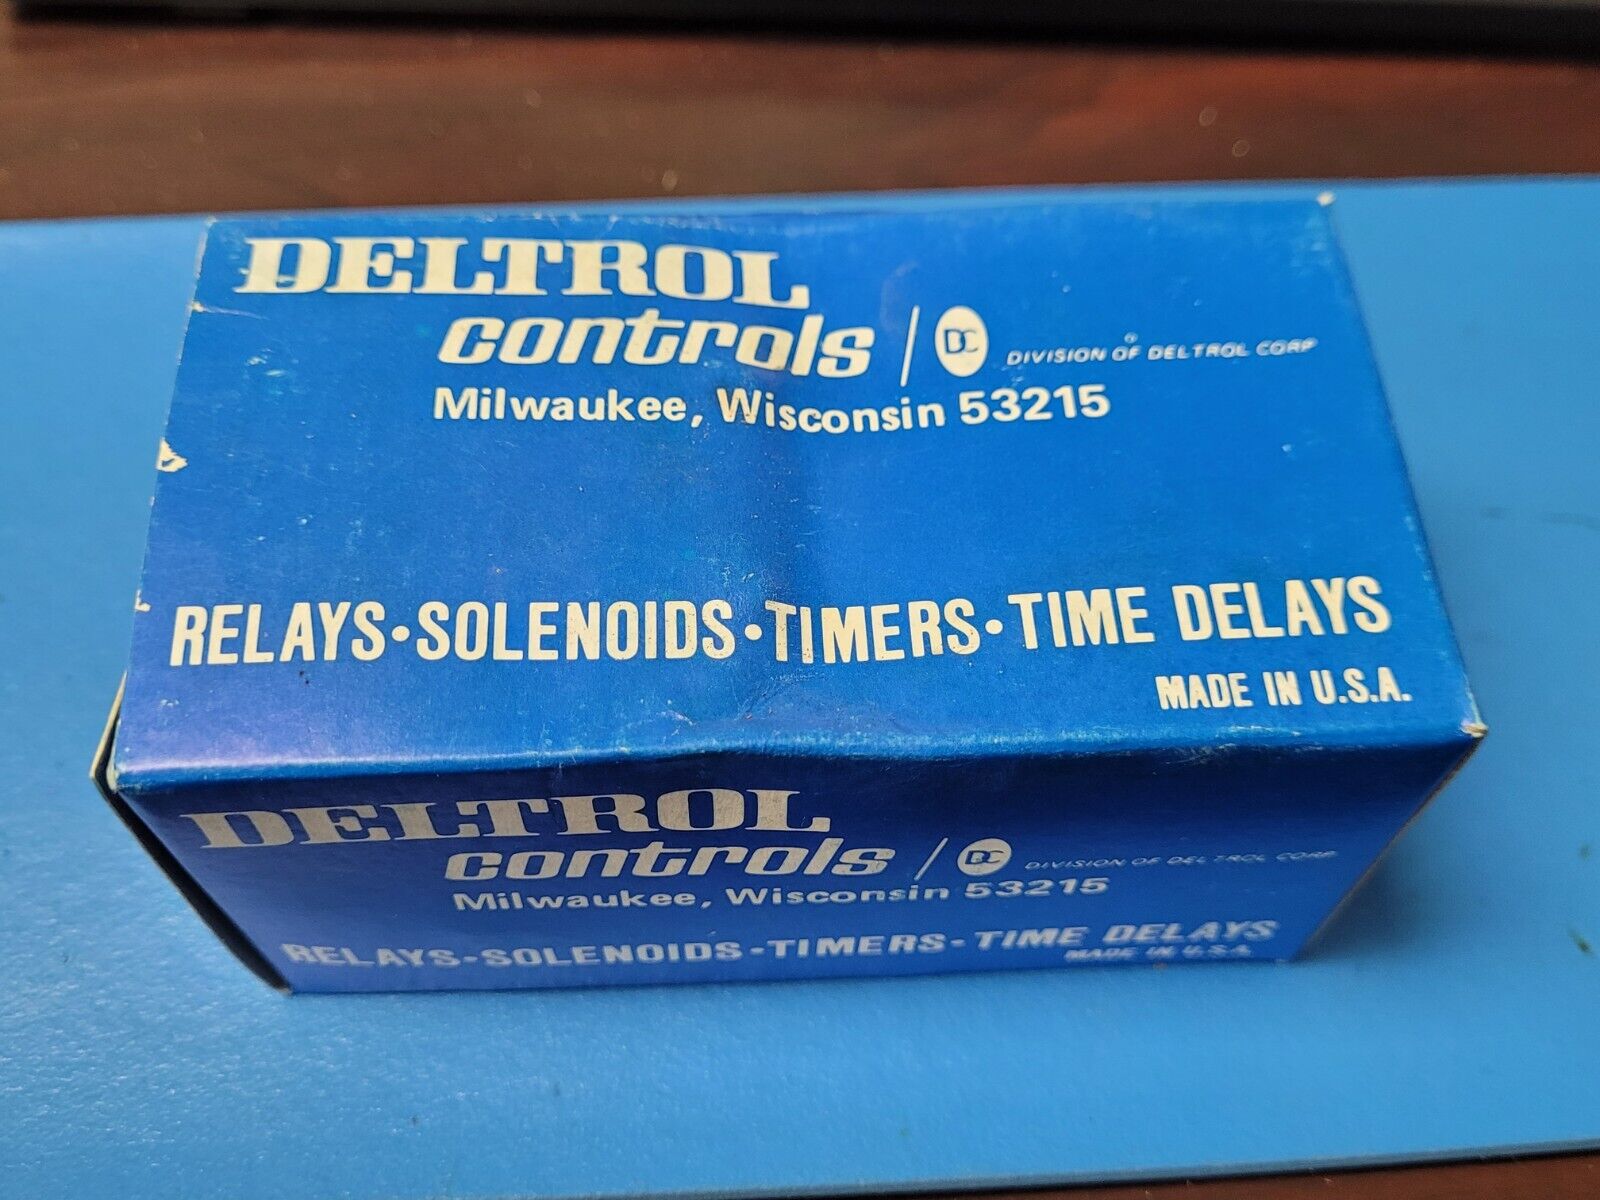 DELTROL
controls / DC DIVISION OF DELTROL CORP
Milwaukee, Wisconsin 53215
RELAYS•SOLENOIDS•TIMERS•TIME DELAYS
MADE IN U.S.A.
DELTROL
controls / DC DIVISION OF DELTROL CORP
Milwaukee, Wisconsin 53215
RELAYS•SOLENOIDS•TIMERS•TIME DELAYS
MADE IN U.S.A.